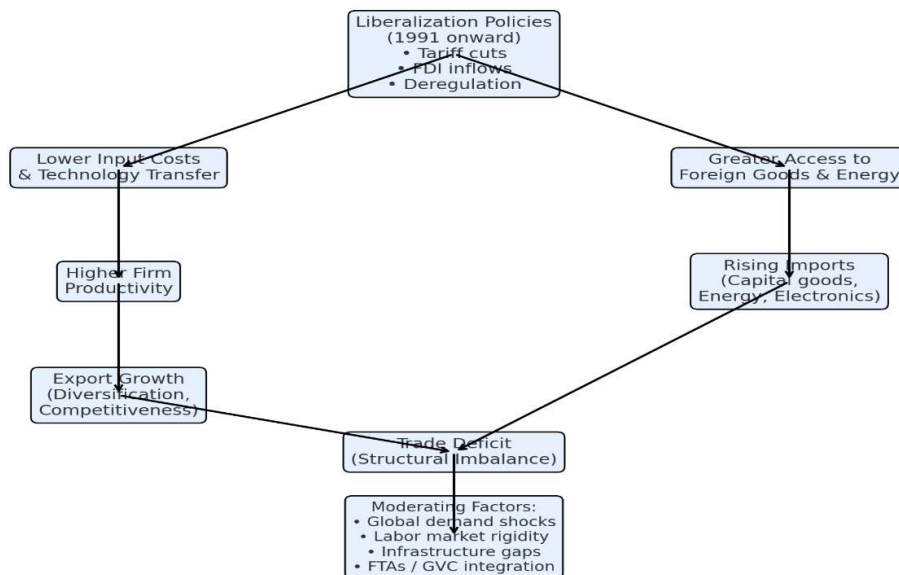 Liberalization Policies
(1991 onward)
• Tariff cuts
• FDI inflows
• Deregulation
Lower Input Costs
& Technology Transfer
Greater Access to
Foreign Goods & Energy
Higher Firm
Productivity
Rising Imports
(Capital goods,
Energy, Electronics)
Export Growth
(Diversification,
Competitiveness)
Trade Deficit
(Structural Imbalance)
Moderating Factors:
• Global demand shocks
• Labor market rigidity
• Infrastructure gaps
• FTAs / GVC integration